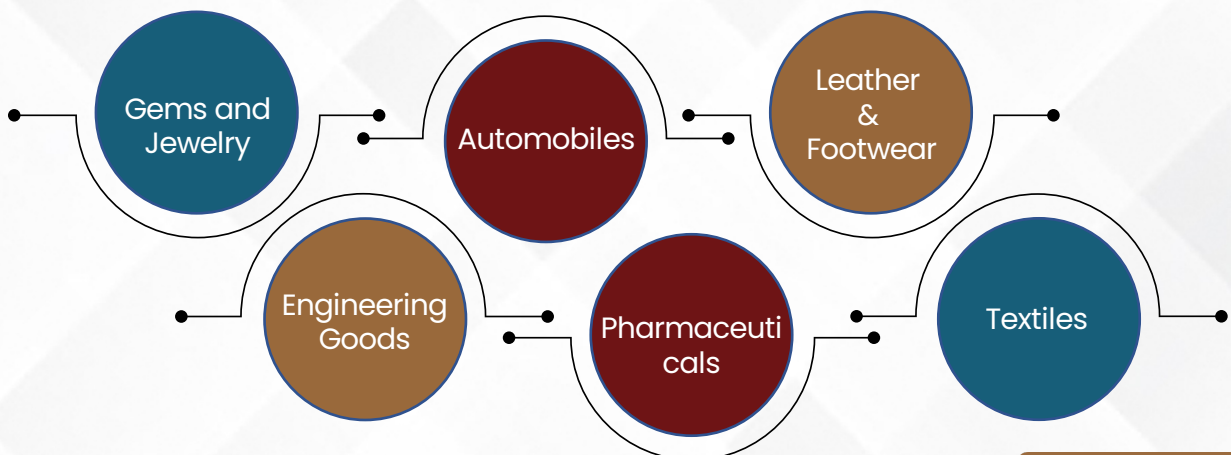 Gems and
Jewelry
Automobiles
Leather
&
Footwear
Engineering
Goods
Pharmaceuti
cals
Textiles